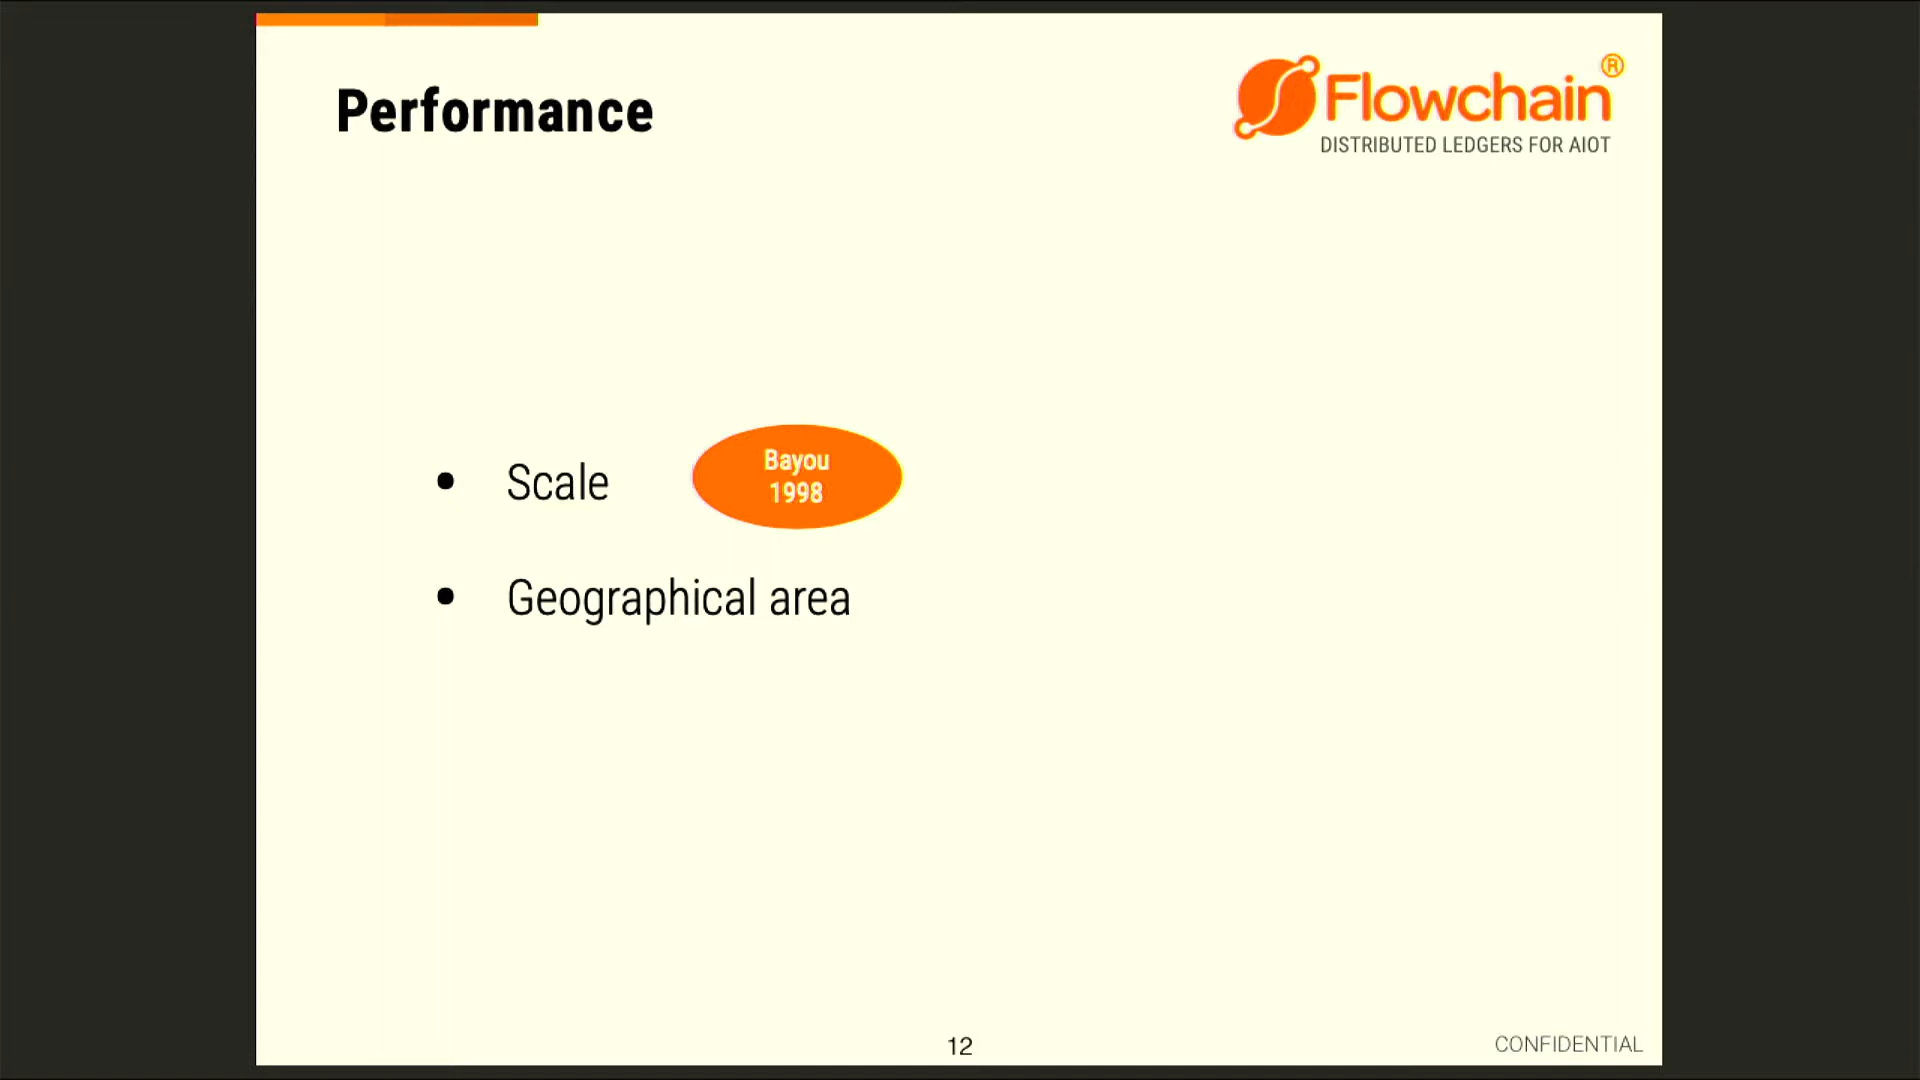 Performance
Flowchain®
DISTRIBUTED LEDGERS FOR AIOT
• Scale
Bayou
1998
• Geographical area
12
CONFIDENTIAL